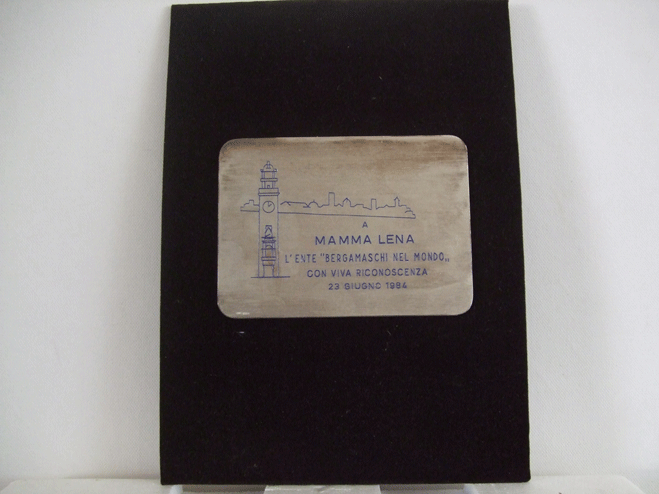 A
MAMMA LENA
L'ENTE "BERGAMASCHI NEL MONDO„
CON VIVA RICONOSCENZA
23 GIUGNO 1984